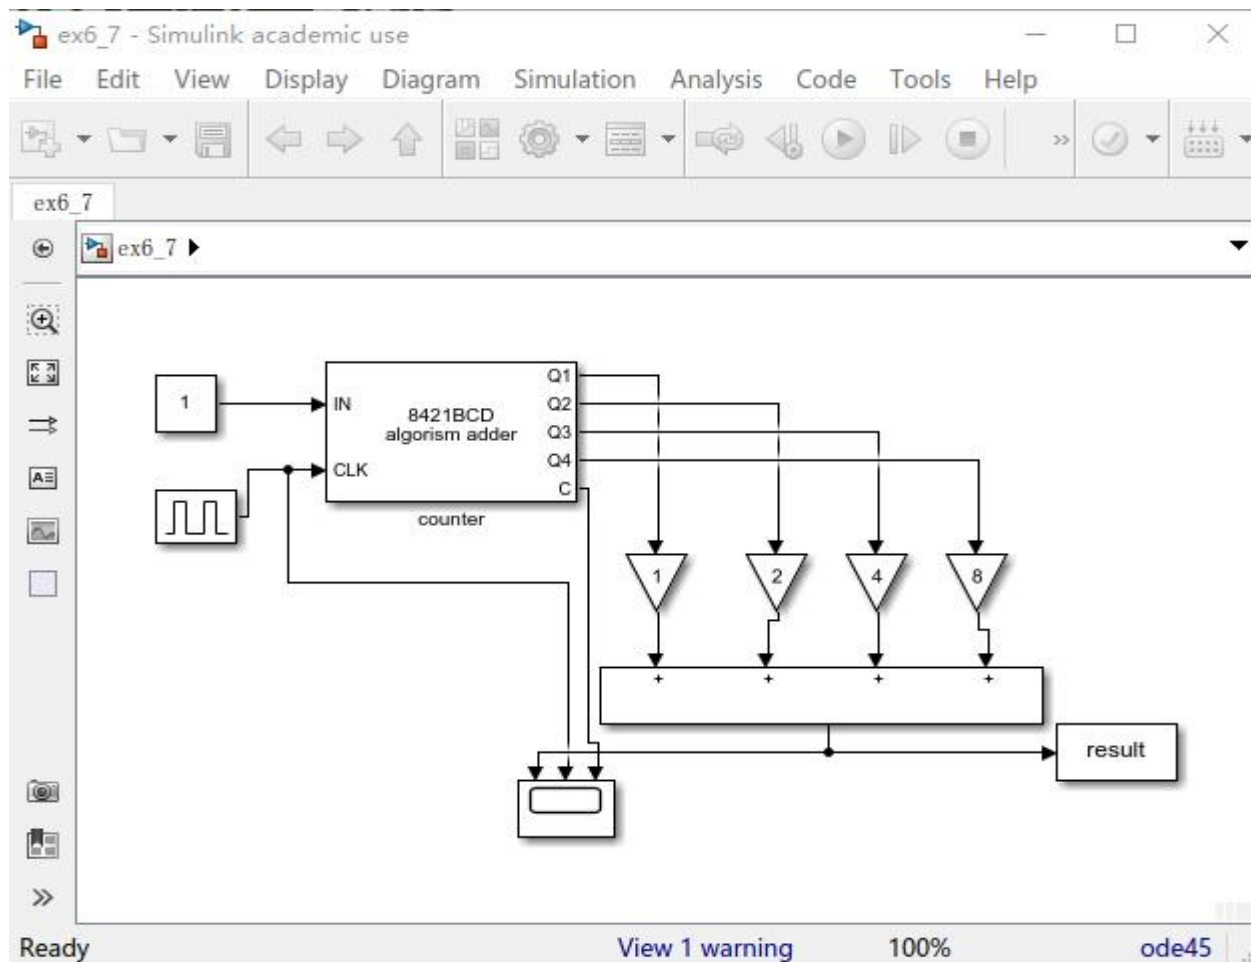 ex6_7 - Simulink academic use
File Edit View Display Diagram Simulation Analysis Code Tools Help
ex6_7
ex6_7
1
IN
CLK
8421BCD
algorism adder
Q1
Q2
Q3
Q4
C
counter
1 2 4 8
+ + + +
result
Ready View 1 warning 100% ode45